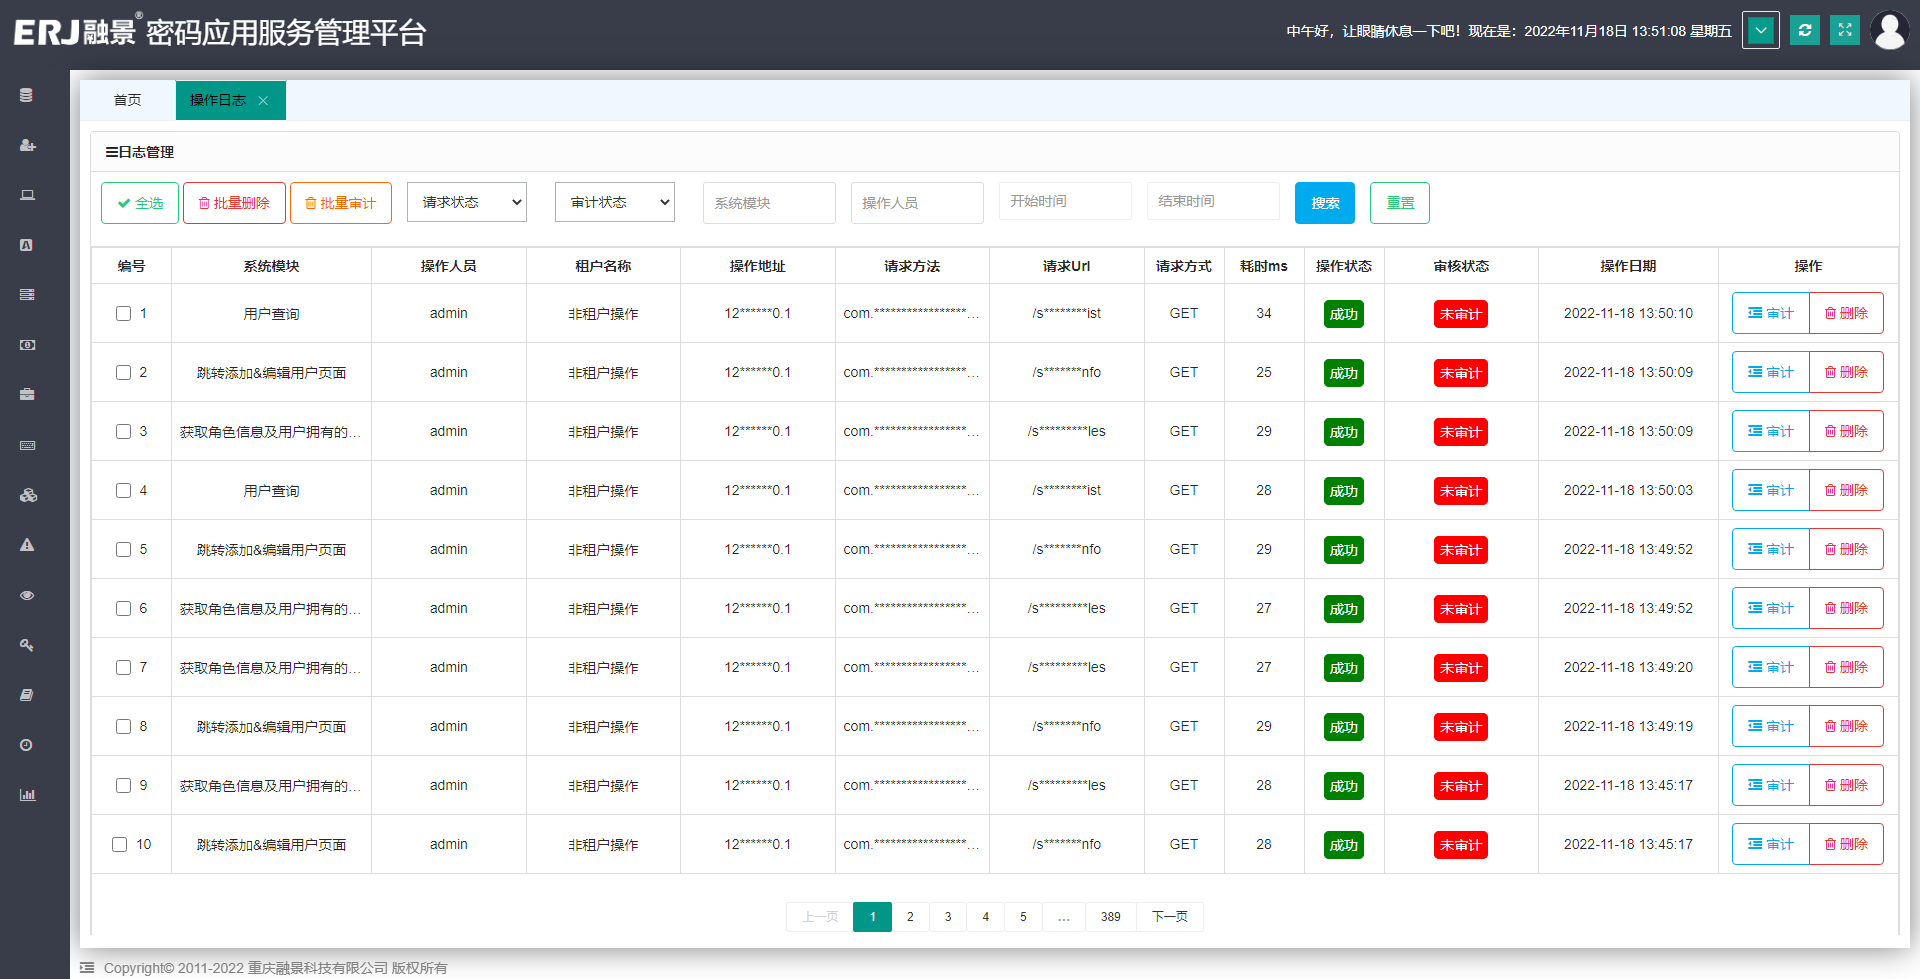 ERJ融景® 密码应用服务管理平台
中午好，让眼睛休息一下吧！现在是：2022年11月18日 13:51:08 星期五
首页 操作日志
日志管理
全选 批量删除 批量审计 请求状态 审计状态 系统模块 操作人员 开始时间 结束时间 搜索 重置
编号 系统模块 操作人员 租户名称 操作地址 请求方法 请求Url 请求方式 耗时ms 操作状态 审核状态 操作日期 操作
1 用户查询 admin 非租户操作 12******0.1 com.*****************… /s********ist GET 34 成功 未审计 2022-11-18 13:50:10 审计 删除
2 跳转添加&编辑用户页面 admin 非租户操作 12******0.1 com.*****************… /s*******nfo GET 25 成功 未审计 2022-11-18 13:50:09 审计 删除
3 获取角色信息及用户拥有的… admin 非租户操作 12******0.1 com.*****************… /s*********les GET 29 成功 未审计 2022-11-18 13:50:09 审计 删除
4 用户查询 admin 非租户操作 12******0.1 com.*****************… /s********ist GET 28 成功 未审计 2022-11-18 13:50:03 审计 删除
5 跳转添加&编辑用户页面 admin 非租户操作 12******0.1 com.*****************… /s*******nfo GET 29 成功 未审计 2022-11-18 13:49:52 审计 删除
6 获取角色信息及用户拥有的… admin 非租户操作 12******0.1 com.*****************… /s*********les GET 27 成功 未审计 2022-11-18 13:49:52 审计 删除
7 获取角色信息及用户拥有的… admin 非租户操作 12******0.1 com.*****************… /s*********les GET 27 成功 未审计 2022-11-18 13:49:20 审计 删除
8 跳转添加&编辑用户页面 admin 非租户操作 12******0.1 com.*****************… /s*******nfo GET 29 成功 未审计 2022-11-18 13:49:19 审计 删除
9 获取角色信息及用户拥有的… admin 非租户操作 12******0.1 com.*****************… /s*********les GET 28 成功 未审计 2022-11-18 13:45:17 审计 删除
10 跳转添加&编辑用户页面 admin 非租户操作 12******0.1 com.*****************… /s*******nfo GET 28 成功 未审计 2022-11-18 13:45:17 审计 删除
上一页 1 2 3 4 5 … 389 下一页
Copyright© 2011-2022 重庆融景科技有限公司 版权所有